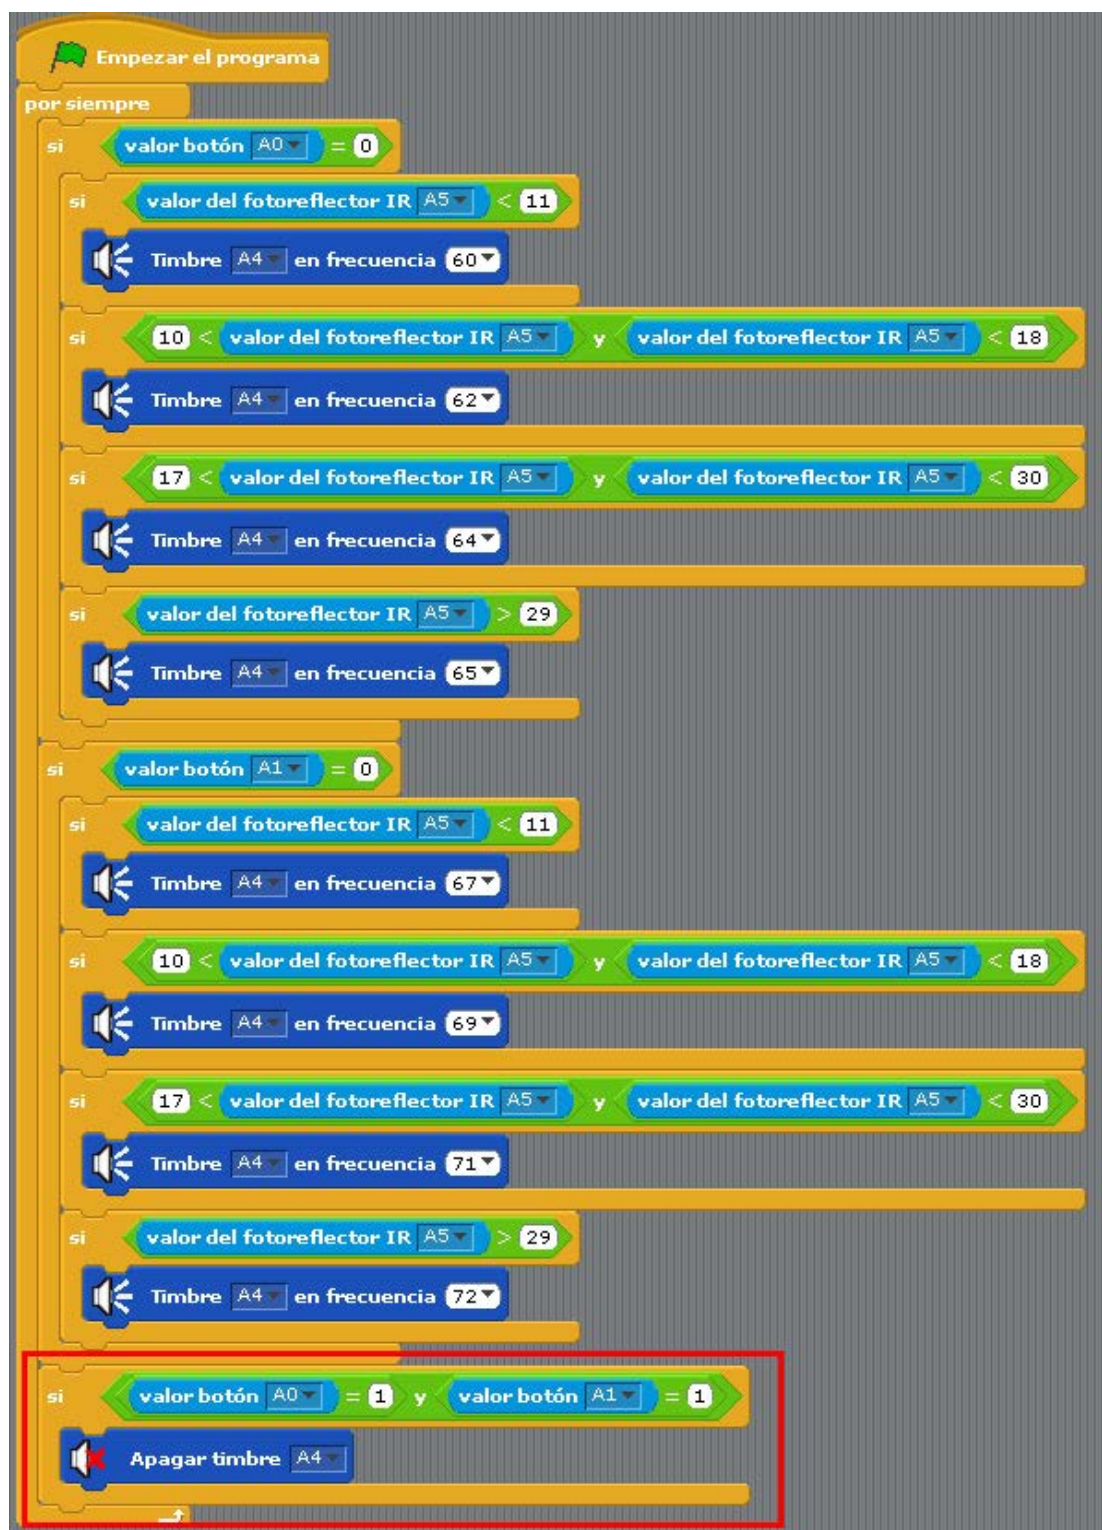 Empezar el programa
por siempre
si valor botón A0 = 0
si valor del fotoreflector IR A5 < 11
Timbre A4 en frecuencia 60
si 10 < valor del fotoreflector IR A5 y valor del fotoreflector IR A5 < 18
Timbre A4 en frecuencia 62
si 17 < valor del fotoreflector IR A5 y valor del fotoreflector IR A5 < 30
Timbre A4 en frecuencia 64
si valor del fotoreflector IR A5 > 29
Timbre A4 en frecuencia 65
si valor botón A1 = 0
si valor del fotoreflector IR A5 < 11
Timbre A4 en frecuencia 67
si 10 < valor del fotoreflector IR A5 y valor del fotoreflector IR A5 < 18
Timbre A4 en frecuencia 69
si 17 < valor del fotoreflector IR A5 y valor del fotoreflector IR A5 < 30
Timbre A4 en frecuencia 71
si valor del fotoreflector IR A5 > 29
Timbre A4 en frecuencia 72
si valor botón A0 = 1 y valor botón A1 = 1
Apagar timbre A4